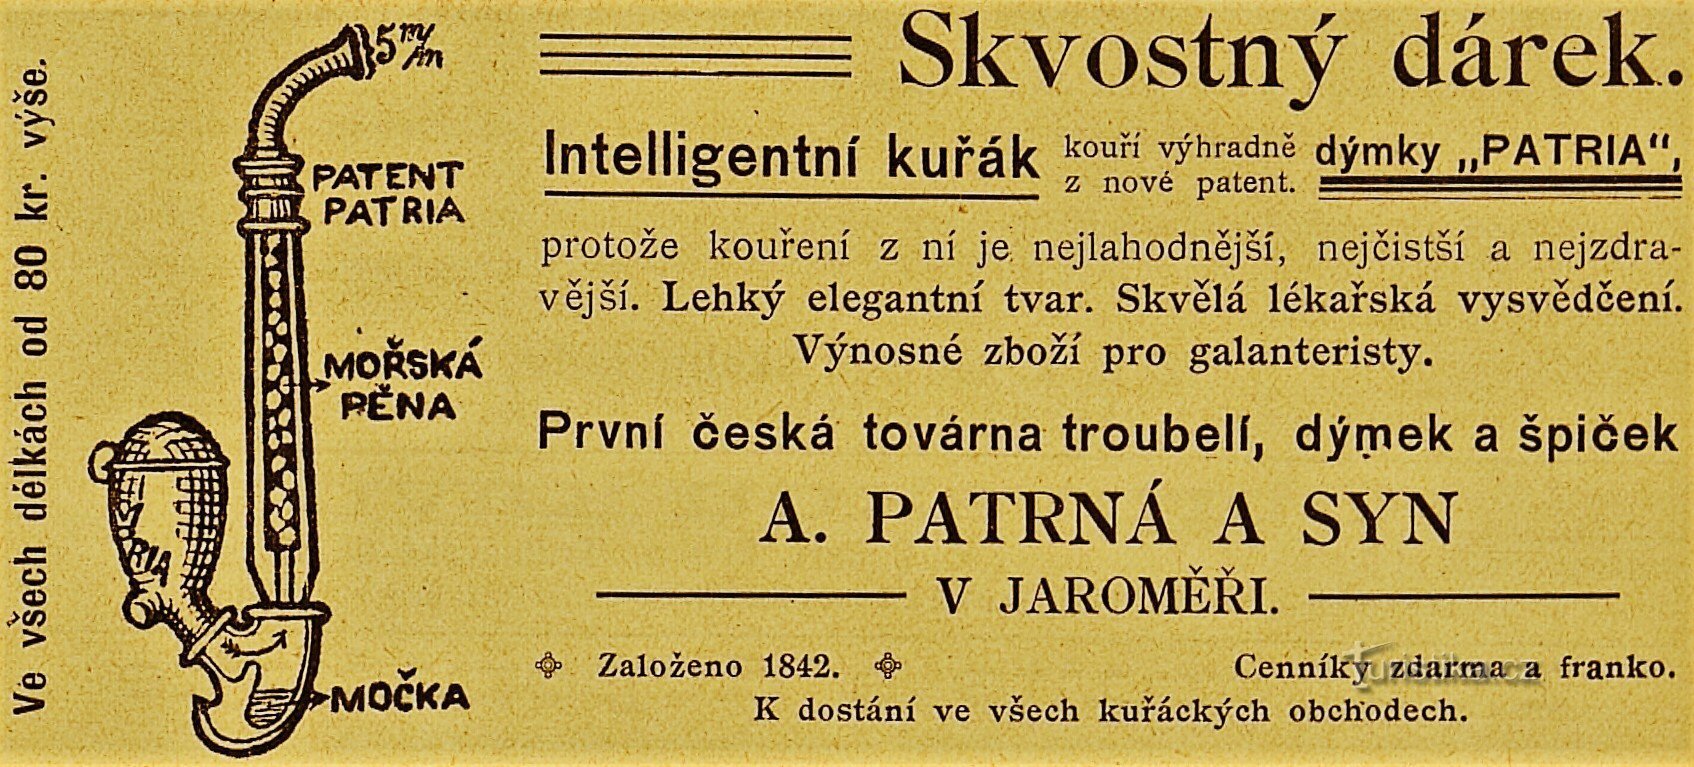 Ve všech délkách od 80 kr. výše.
5 m/m
PATENT
PATRIA
MOŘSKÁ
PĚNA
RIA
MOČKA
Skvostný dárek.
Intelligentní kuřák kouří výhradně z nové patent. dýmky „PATRIA“,
protože kouření z ní je nejlahodnější, nejčistší a nejzdra-
vější. Lehký elegantní tvar. Skvělá lékařská vysvědčení.
Výnosné zboží pro galanteristy.
První česká továrna troubelí, dýmek a špiček
A. PATRNÁ A SYN
V JAROMĚŘI.
Založeno 1842. Cenníky zdarma a franko.
K dostání ve všech kuřáckých obchodech.
turistika.cz